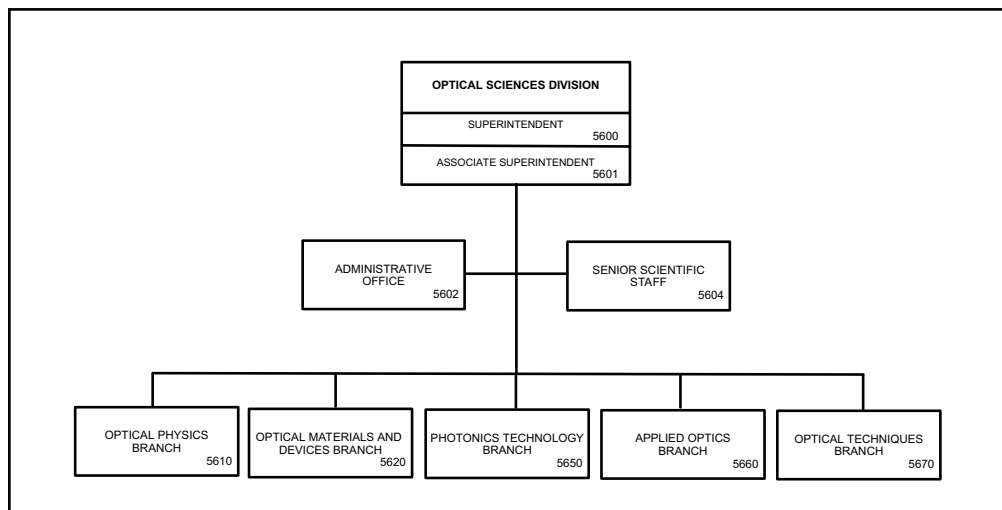 OPTICAL SCIENCES DIVISION
SUPERINTENDENT
5600
ASSOCIATE SUPERINTENDENT
5601
ADMINISTRATIVE
OFFICE
5602
SENIOR SCIENTIFIC
STAFF
5604
OPTICAL PHYSICS
BRANCH
5610
OPTICAL MATERIALS AND
DEVICES BRANCH
5620
PHOTONICS TECHNOLOGY
BRANCH
5650
APPLIED OPTICS
BRANCH
5660
OPTICAL TECHNIQUES
BRANCH
5670